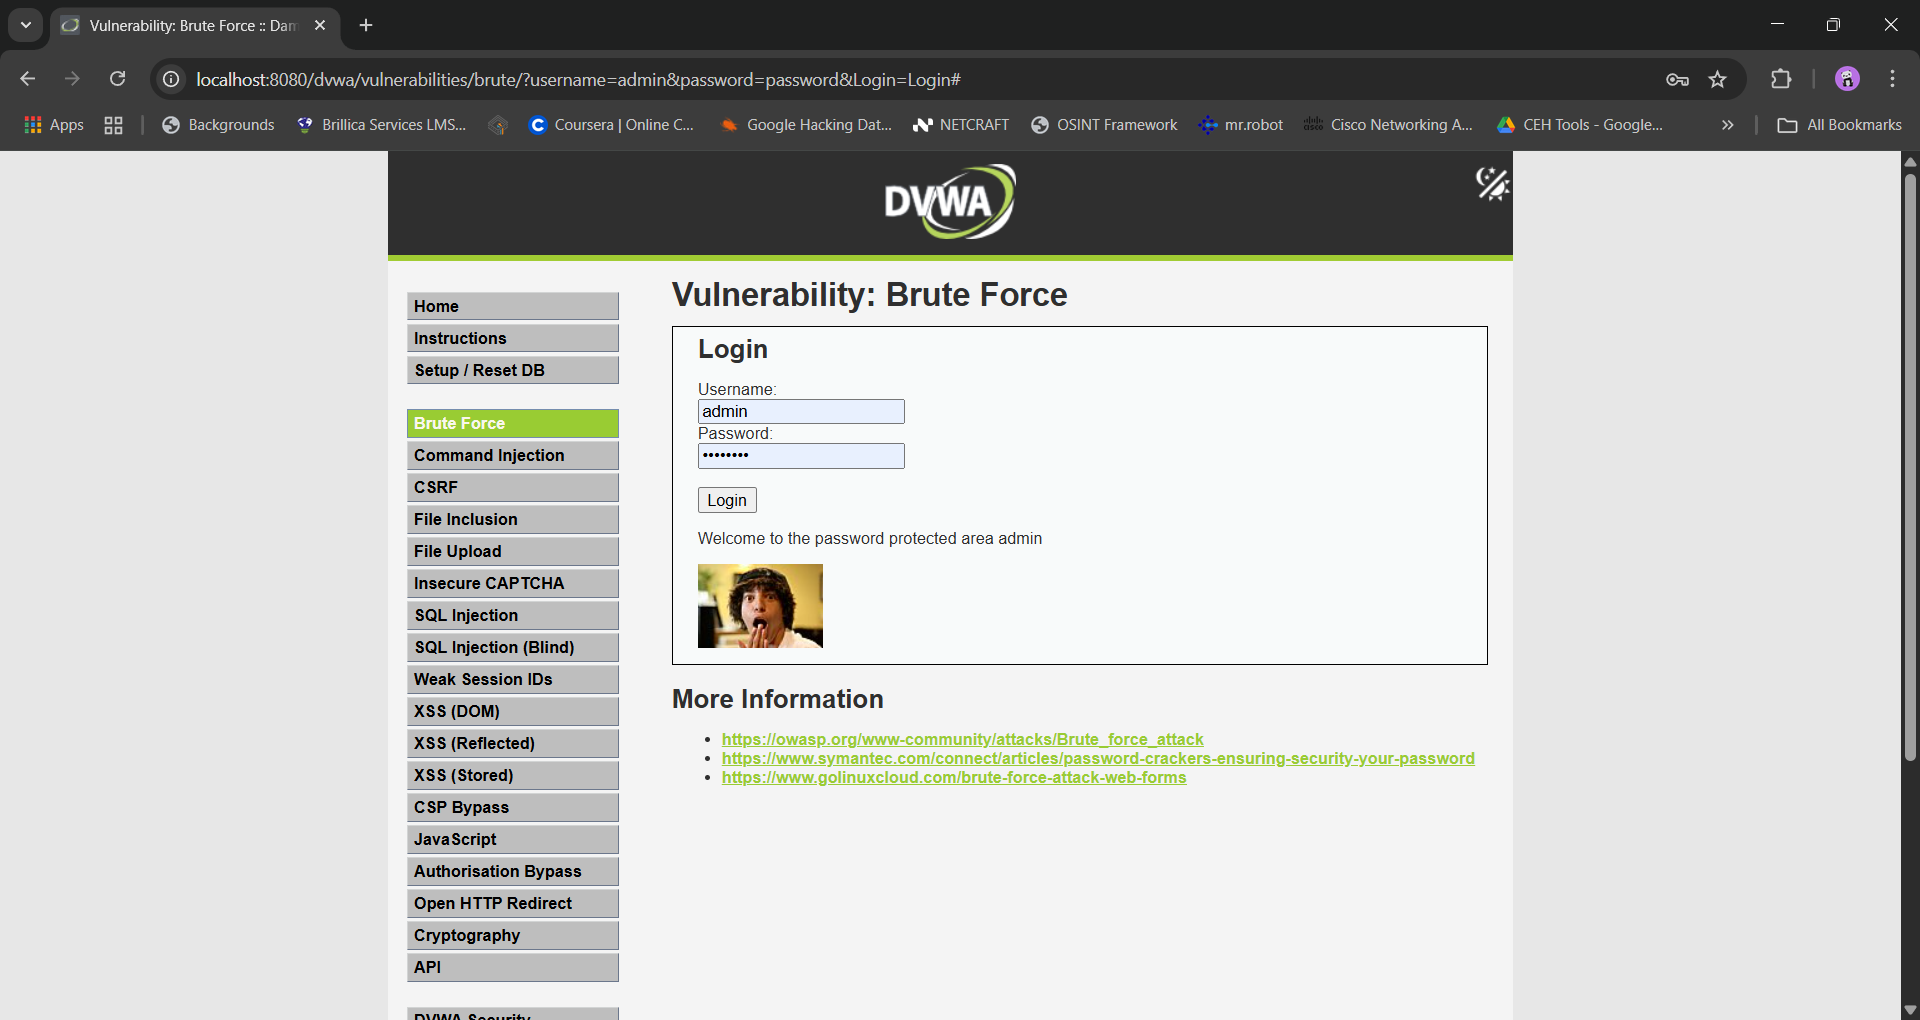 Vulnerability: Brute Force :: Dam
localhost:8080/dvwa/vulnerabilities/brute/?username=admin&password=password&Login=Login#
Apps
Backgrounds
Brillica Services LMS...
Coursera | Online C...
Google Hacking Dat...
NETCRAFT
OSINT Framework
mr.robot
Cisco Networking A...
CEH Tools - Google...
All Bookmarks
DVWA
Home
Instructions
Setup / Reset DB
Brute Force
Command Injection
CSRF
File Inclusion
File Upload
Insecure CAPTCHA
SQL Injection
SQL Injection (Blind)
Weak Session IDs
XSS (DOM)
XSS (Reflected)
XSS (Stored)
CSP Bypass
JavaScript
Authorisation Bypass
Open HTTP Redirect
Cryptography
API
DVWA Security
Vulnerability: Brute Force
Login
Username:
admin
Password:
••••••••
Login
Welcome to the password protected area admin
More Information
https://owasp.org/www-community/attacks/Brute_force_attack
https://www.symantec.com/connect/articles/password-crackers-ensuring-security-your-password
https://www.golinuxcloud.com/brute-force-attack-web-forms